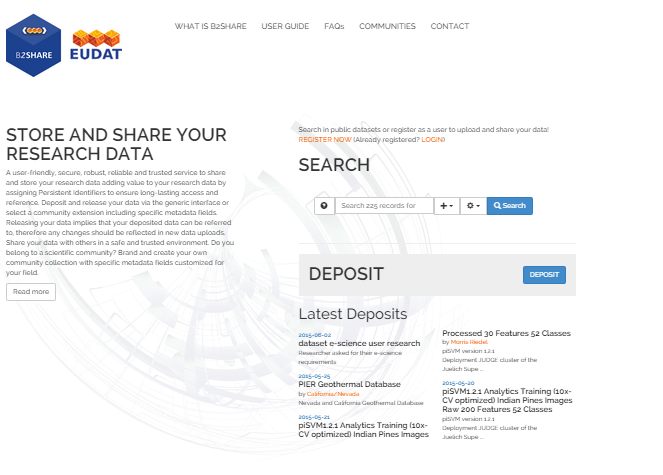 WHAT IS B2SHARE USER GUIDE FAQs COMMUNITIES CONTACT
B2SHARE
EUDAT
STORE AND SHARE YOUR
RESEARCH DATA
A user-friendly, secure, robust, reliable and trusted service to share
and store your research data adding value to your research data by
assigning Persistent Identifiers to ensure long-lasting access and
reference. Deposit and release your data via the generic interface or
select a community extension including specific metadata fields.
Releasing your data implies that your deposited data can be referred
to, therefore any changes should be reflected in new data uploads.
Share your data with others in a safe and trusted environment. Do you
belong to a scientific community? Brand and create your own
community collection with specific metadata fields customized for
your field.
Read more
Search in public datasets or register as a user to upload and share your data!
REGISTER NOW (Already registered? LOGIN)
SEARCH
Search 225 records for
Search
DEPOSIT
DEPOSIT
Latest Deposits
2015-06-02
dataset e-science user research
Researcher asked for their e-science
requirements
2015-05-25
PIER Geothermal Database
by California/Nevada
Nevada and California Geothermal Database
2015-05-21
piSVM1.2.1 Analytics Training (10x-
CV optimized) Indian Pines Images
Processed 30 Features 52 Classes
by Morris Riedel
piSVM version 1.2.1
Deployment JUDGE cluster of the
Juelich Supe ...
2015-05-20
piSVM1.2.1 Analytics Training (10x-
CV optimized) Indian Pines Images
Raw 200 Features 52 Classes
piSVM version 1.2.1
Deployment JUDGE cluster of the
Juelich Supe ...